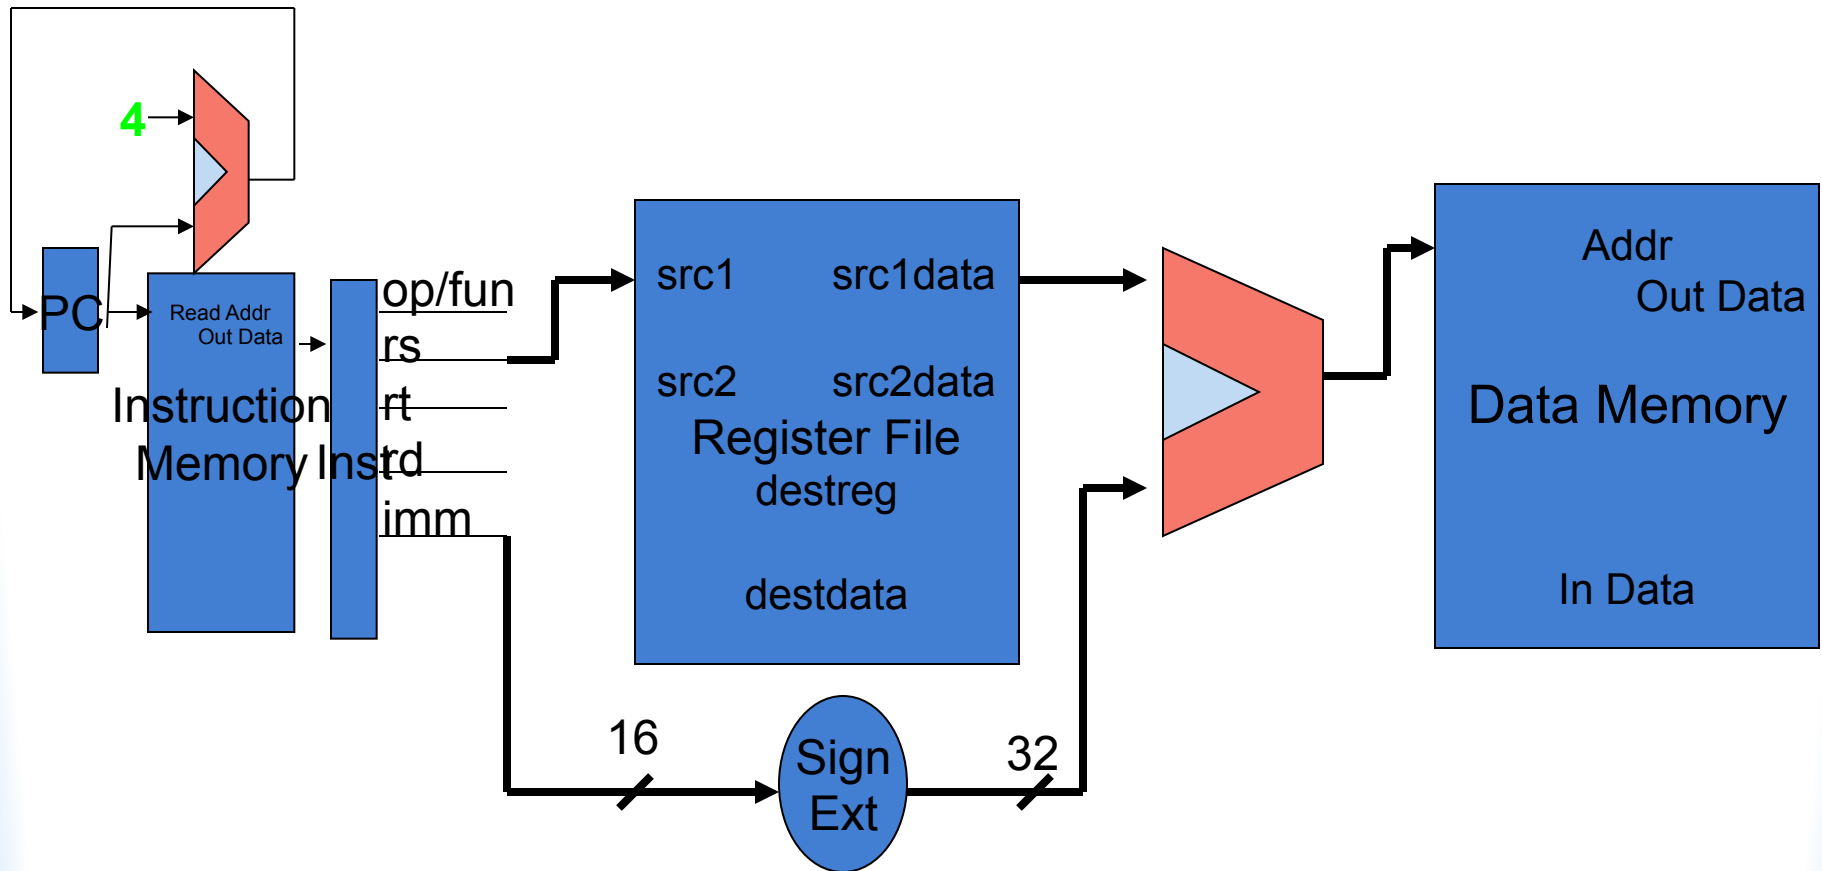 4
PC
Read Addr
Out Data
Instruction
Memory
Inst
op/fun
rs
rt
rd
imm
src1
src1data
src2
src2data
Register File
destreg
destdata
16
Sign
Ext
32
Addr
Out Data
Data Memory
In Data